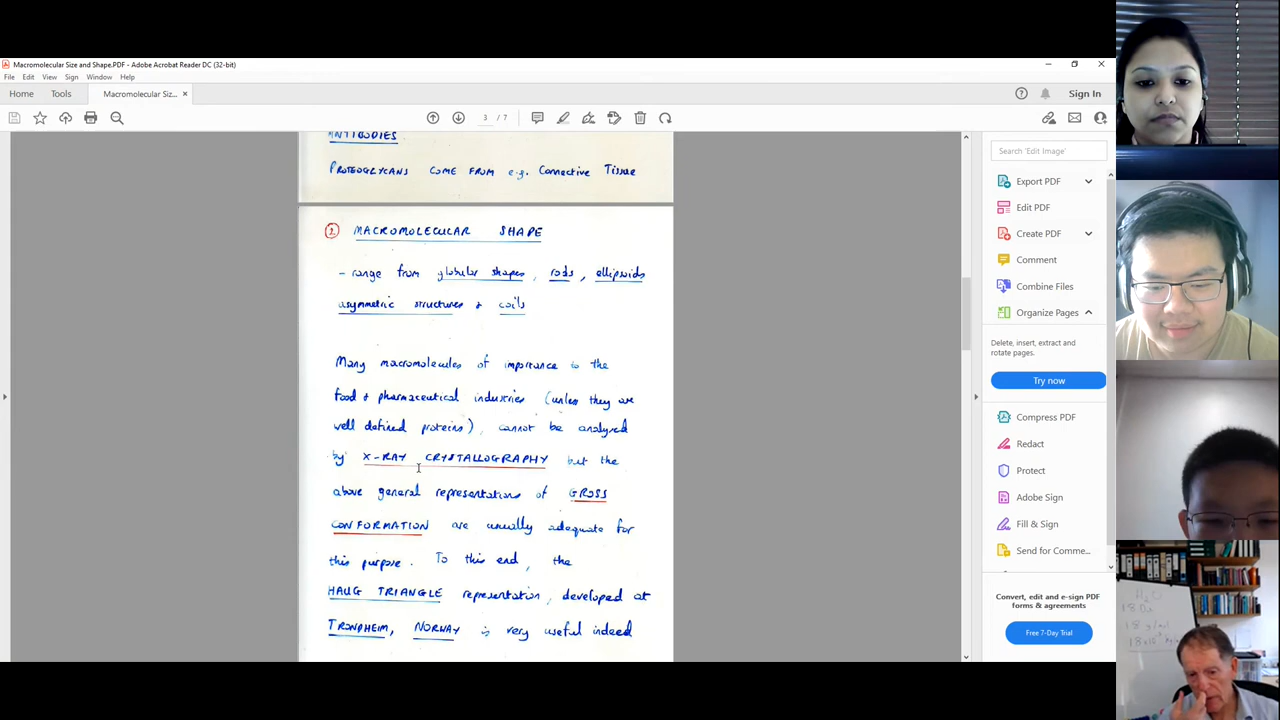 Macromolecular Size and Shape.PDF - Adobe Acrobat Reader DC (32-bit)
File Edit View Sign Window Help
Home Tools Macromolecular Siz... × Sign In
3 / 7
ANTIBODIES
PROTEOGLYCANS COME FROM e.g. Connective Tissue
② MACROMOLECULAR SHAPE
- range from globular shapes, rods, ellipsoids
asymmetric structures & coils
Many macromolecules of importance to the
food & pharmaceutical industries (unless they are
well defined proteins), cannot be analysed
by X-RAY CRYSTALLOGRAPHY but the
above general representations of GROSS
CONFORMATION are usually adequate for
this purpose. To this end, the
HAUG TRIANGLE representation, developed at
TRONDHEIM, NORWAY is very useful indeed
Search 'Edit Image'
Export PDF
Edit PDF
Create PDF
Comment
Combine Files
Organize Pages
Delete, insert, extract and
rotate pages.
Try now
Compress PDF
Redact
Protect
Adobe Sign
Fill & Sign
Send for Comme...
Convert, edit and e-sign PDF
forms & agreements
Free 7-Day Trial
H₂O
18 Da
18 g/mol